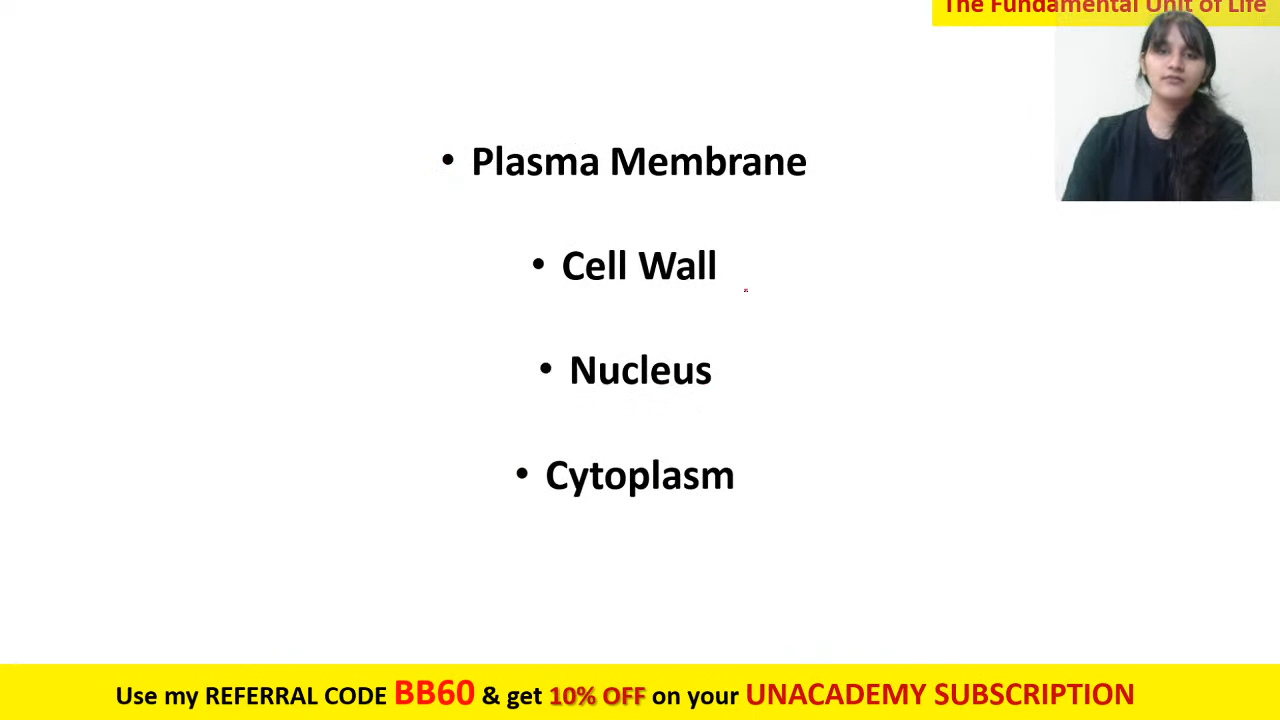 The Fundamental Unit of Life
• Plasma Membrane
• Cell Wall
• Nucleus
• Cytoplasm
Use my REFERRAL CODE BB60 & get 10% OFF on your UNACADEMY SUBSCRIPTION